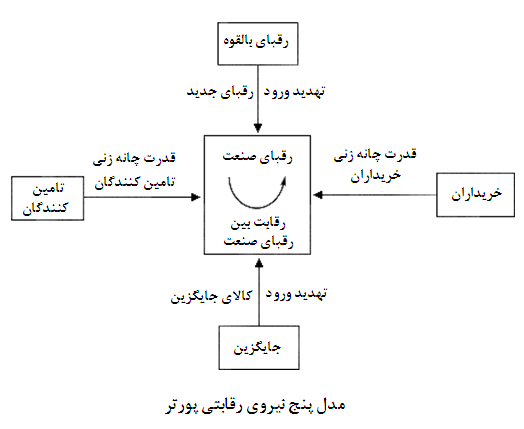 رقبای بالقوه
تهدید ورود رقبای جدید
قدرت چانه زنی
خریداران
خریداران
رقبای صنعت
رقابت بین
رقبای صنعت
قدرت چانه زنی
تامین کنندگان
تامین
کنندگان
تهدید ورود کالای جایگزین
جایگزین
مدل پنج نیروی رقابتی پورتر